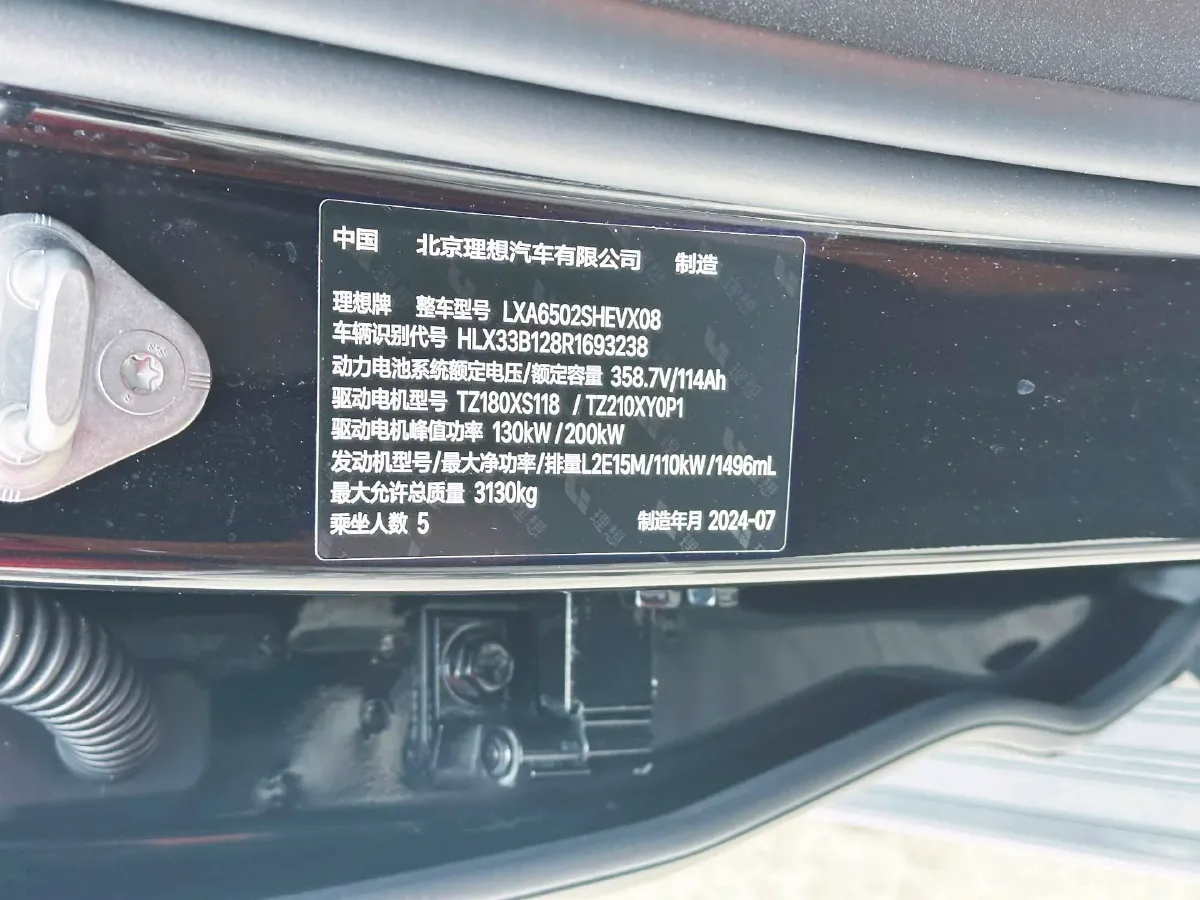 中国 北京理想汽车有限公司 制造
理想牌 整车型号 LXA6502SHEVX08
车辆识别代号 HLX33B128R1693238
动力电池系统额定电压/额定容量 358.7V/114Ah
驱动电机型号 TZ180XS118 / TZ210XY0P1
驱动电机峰值功率 130kW / 200kW
发动机型号/最大净功率/排量L2E15M/110kW/1496mL
最大允许总质量 3130kg
乘坐人数 5 制造年月 2024-07
8.8